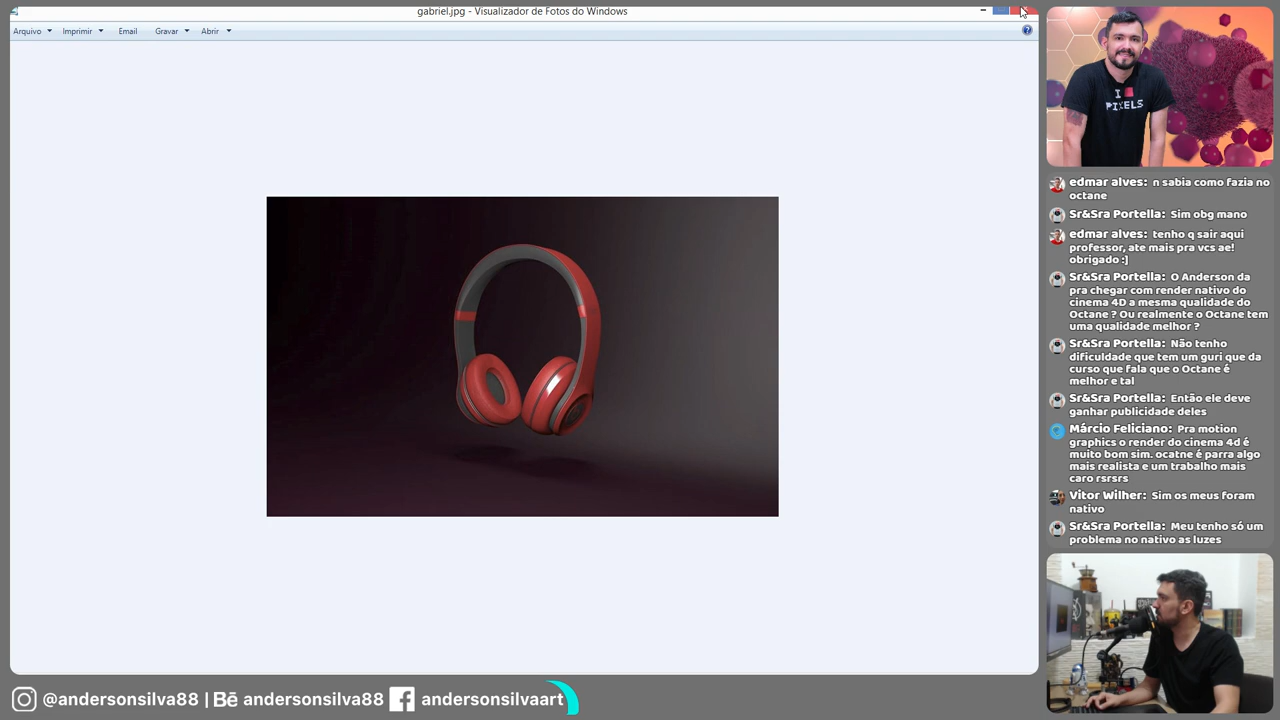 gabriel.jpg - Visualizador de Fotos do Windows
Arquivo Imprimir Email Gravar Abrir
I
PIXELS
edmar alves: n sabia como fazia no
octane
Sr&Sra Portella: Sim obg mano
edmar alves: tenho q sair aqui
professor, ate mais pra vcs ae!
obrigado :]
Sr&Sra Portella: O Anderson da
pra chegar com render nativo do
cinema 4D a mesma qualidade do
Octane ? Ou realmente o Octane tem
uma qualidade melhor ?
Sr&Sra Portella: Não tenho
dificuldade que tem um guri que da
curso que fala que o Octane é
melhor e tal
Sr&Sra Portella: Então ele deve
ganhar publicidade deles
Márcio Feliciano: Pra motion
graphics o render do cinema 4d é
muito bom sim. ocatne é parra algo
mais realista e um trabalho mais
caro rsrsrs
Vitor Wilher: Sim os meus foram
nativo
Sr&Sra Portella: Meu tenho só um
problema no nativo as luzes
@andersonsilva88 | Bē andersonsilva88 f andersonsilvaart